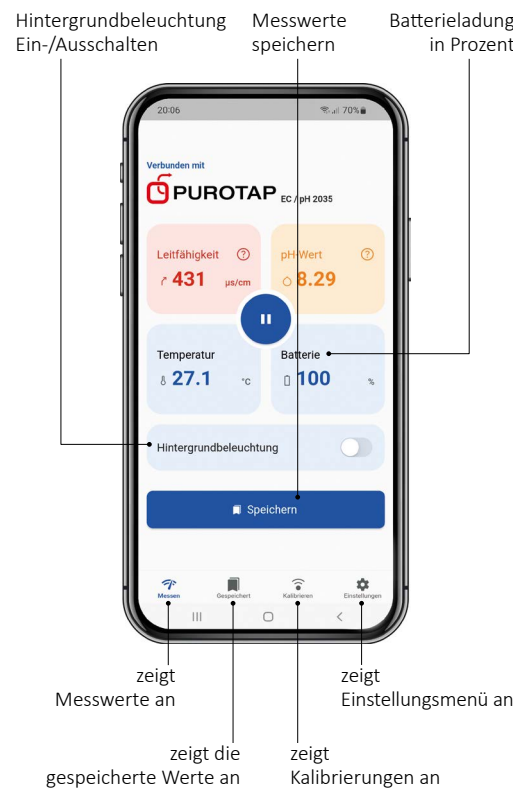 Hintergrundbeleuchtung
Ein-/Ausschalten
Messwerte
speichern
Batterieladung
in Prozent
20:06
70%
Verbunden mit
PUROTAP EC / pH 2035
Leitfähigkeit
431 µs/cm
pH-Wert
8.29
Temperatur
27.1 °C
Batterie
100 %
Hintergrundbeleuchtung
Speichern
Messen
Gespeichert
Kalibrieren
Einstellungen
zeigt
Messwerte an
zeigt
Einstellungsmenü an
zeigt die
gespeicherte Werte an
zeigt
Kalibrierungen an